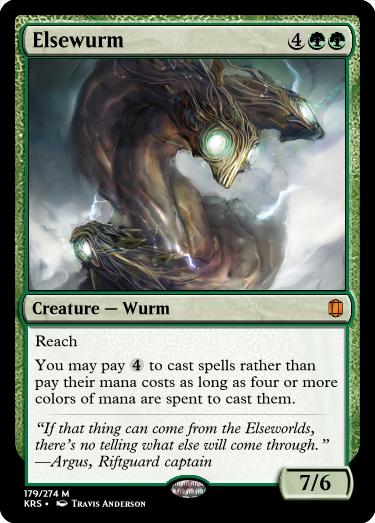 Elsewurm 4
Creature — Wurm
Reach
You may pay 4 to cast spells rather than
pay their mana costs as long as four or more
colors of mana are spent to cast them.
“If that thing can come from the Elseworlds,
there’s no telling what else will come through.”
—Argus, Riftguard captain
7/6
179/274 M
KRS • Travis Anderson